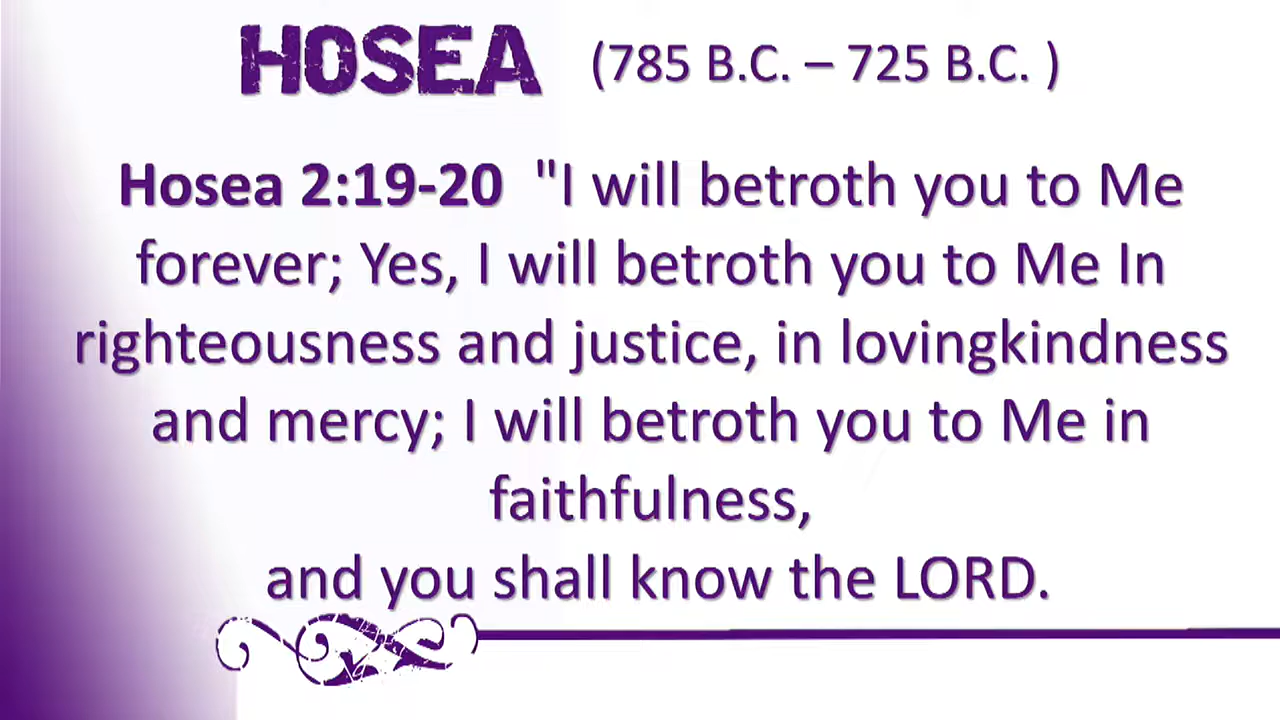 HOSEA (785 B.C. – 725 B.C. )
Hosea 2:19-20 "I will betroth you to Me
forever; Yes, I will betroth you to Me In
righteousness and justice, in lovingkindness
and mercy; I will betroth you to Me in
faithfulness,
and you shall know the LORD.